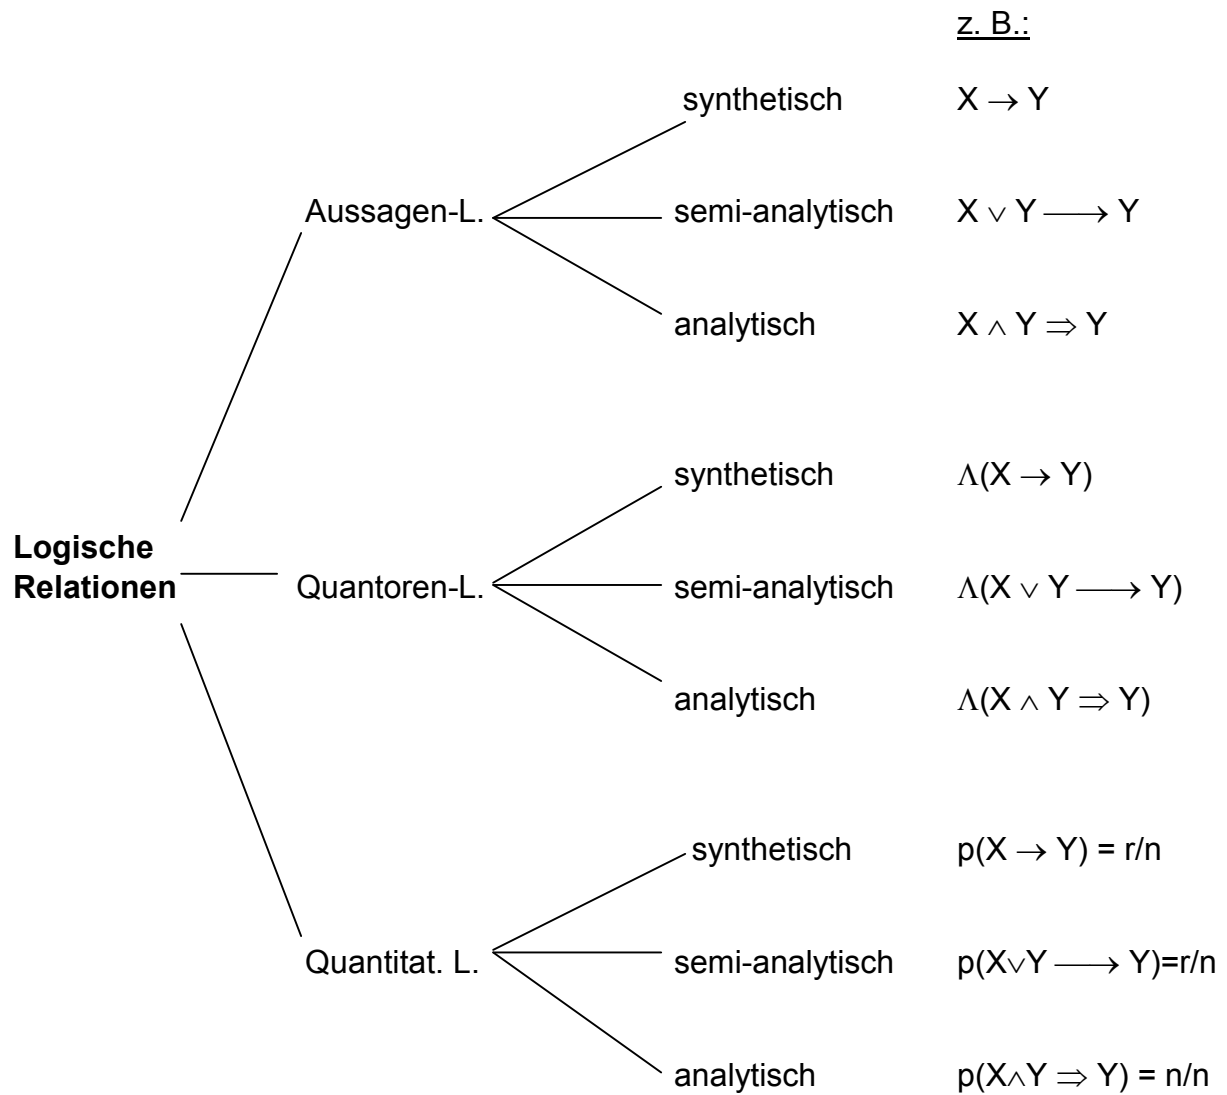 z. B.:
synthetisch X → Y
Aussagen-L. semi-analytisch X ∨ Y ⟶ Y
analytisch X ∧ Y ⇒ Y
synthetisch Λ(X → Y)
Logische
Relationen Quantoren-L. semi-analytisch Λ(X ∨ Y ⟶ Y)
analytisch Λ(X ∧ Y ⇒ Y)
synthetisch p(X → Y) = r/n
Quantitat. L. semi-analytisch p(X∨Y ⟶ Y)=r/n
analytisch p(X∧Y ⇒ Y) = n/n